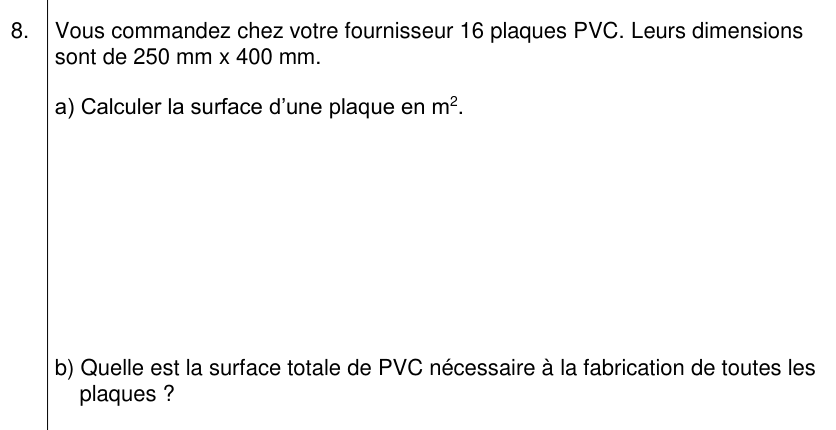 8. Vous commandez chez votre fournisseur 16 plaques PVC. Leurs dimensions
sont de 250 mm x 400 mm.
a) Calculer la surface d'une plaque en m².
b) Quelle est la surface totale de PVC nécessaire à la fabrication de toutes les
plaques ?